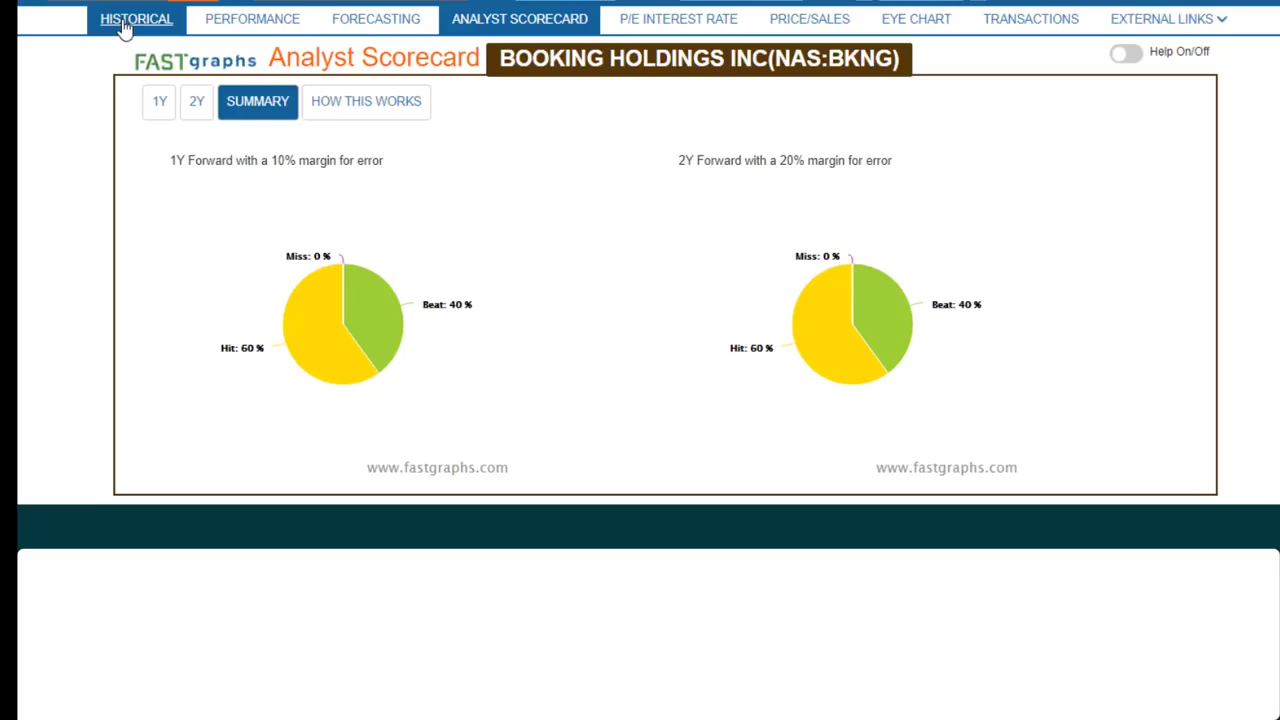 HISTORICAL PERFORMANCE FORECASTING ANALYST SCORECARD P/E INTEREST RATE PRICE/SALES EYE CHART TRANSACTIONS EXTERNAL LINKS
FASTgraphs Analyst Scorecard BOOKING HOLDINGS INC(NAS:BKNG) Help On/Off
1Y 2Y SUMMARY HOW THIS WORKS
1Y Forward with a 10% margin for error
Miss: 0 %
Beat: 40 %
Hit: 60 %
www.fastgraphs.com
2Y Forward with a 20% margin for error
Miss: 0 %
Beat: 40 %
Hit: 60 %
www.fastgraphs.com